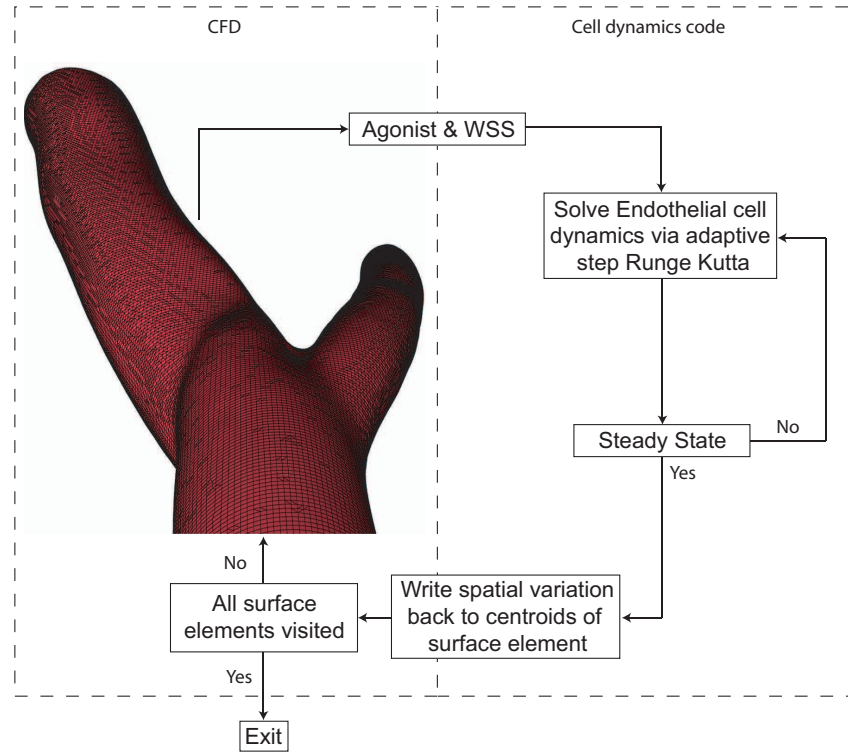 CFD
Cell dynamics code
Agonist & WSS
Solve Endothelial cell
dynamics via adaptive
step Runge Kutta
Steady State
No
Yes
Write spatial variation
back to centroids of
surface element
All surface
elements visited
No
Yes
Exit